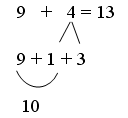 9 + 4 = 13
9 + 1 + 3
10